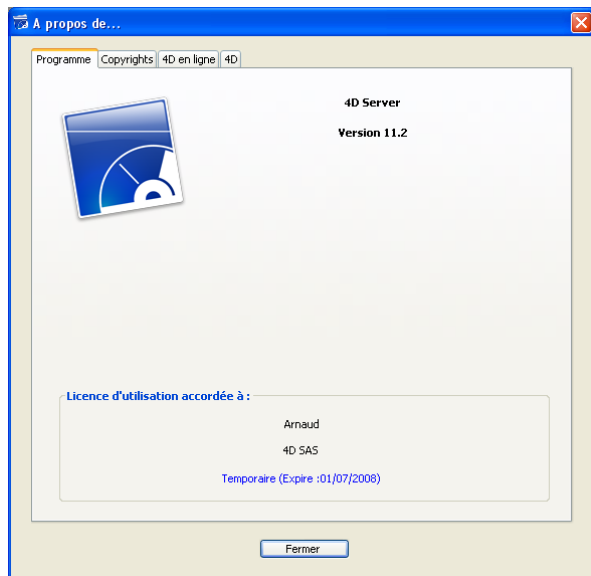 A propos de...
Programme Copyrights 4D en ligne 4D
4D Server
Version 11.2
Licence d'utilisation accordée à :
Arnaud
4D SAS
Temporaire (Expire :01/07/2008)
Fermer